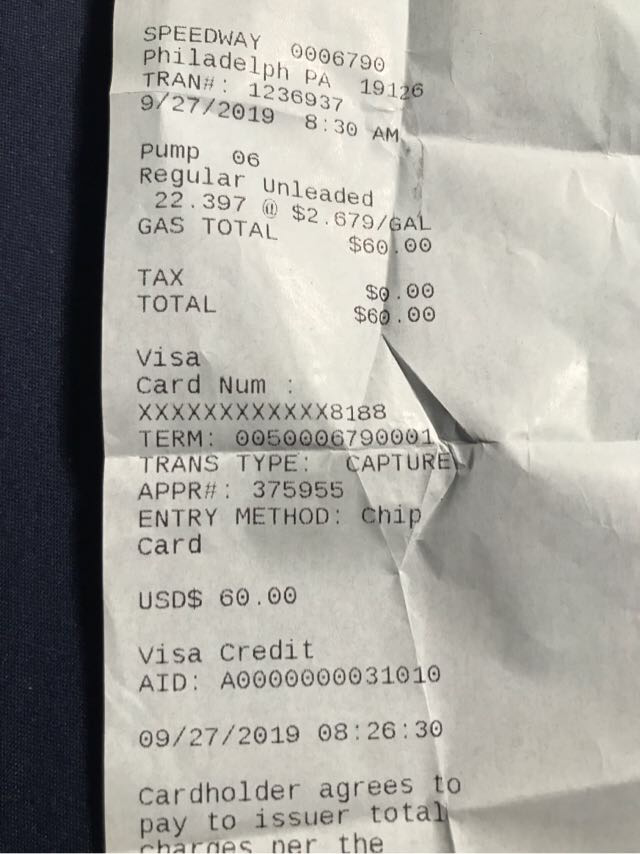 SPEEDWAY 0006790
Philadelph PA 19126
TRAN#: 1236937
9/27/2019 8:30 AM
Pump 06
Regular Unleaded
22.397 @ $2.679/GAL
GAS TOTAL $60.00
TAX $0.00
TOTAL $60.00
Visa
Card Num :
XXXXXXXXXXXX8188
TERM: 0050006790001
TRANS TYPE: CAPTURE
APPR#: 375955
ENTRY METHOD: Chip
Card
USD$ 60.00
Visa Credit
AID: A0000000031010
09/27/2019 08:26:30
Cardholder agrees to
pay to issuer total
charges per the